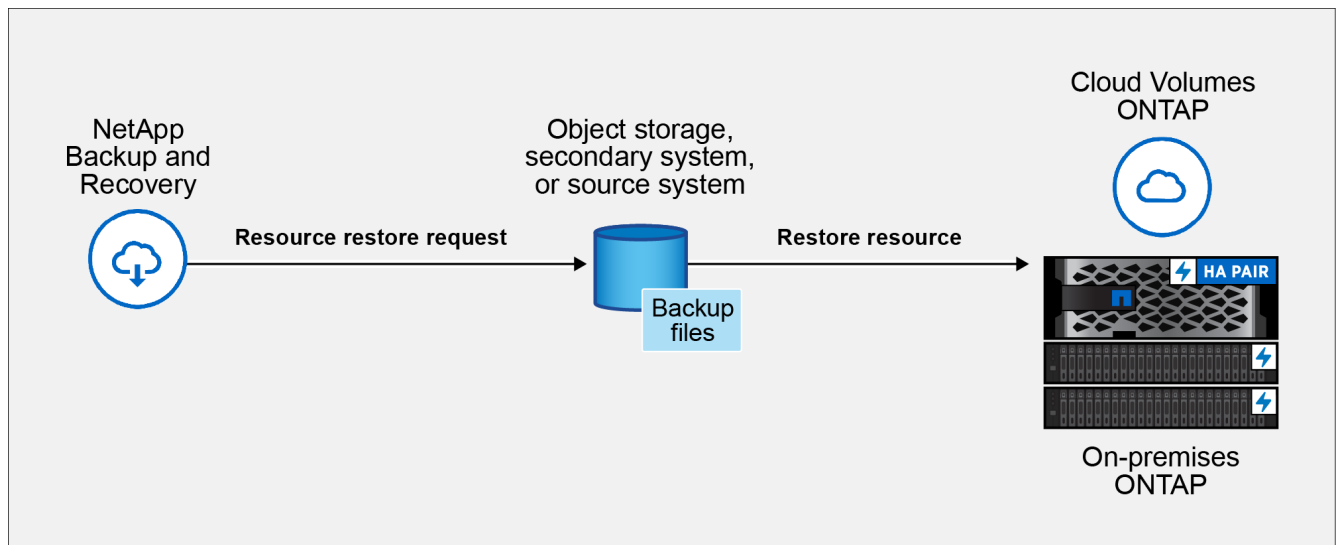 NetApp
Backup and
Recovery
Resource restore request
Object storage,
secondary system,
or source system
Backup
files
Restore resource
Cloud Volumes
ONTAP
HA PAIR
On-premises
ONTAP